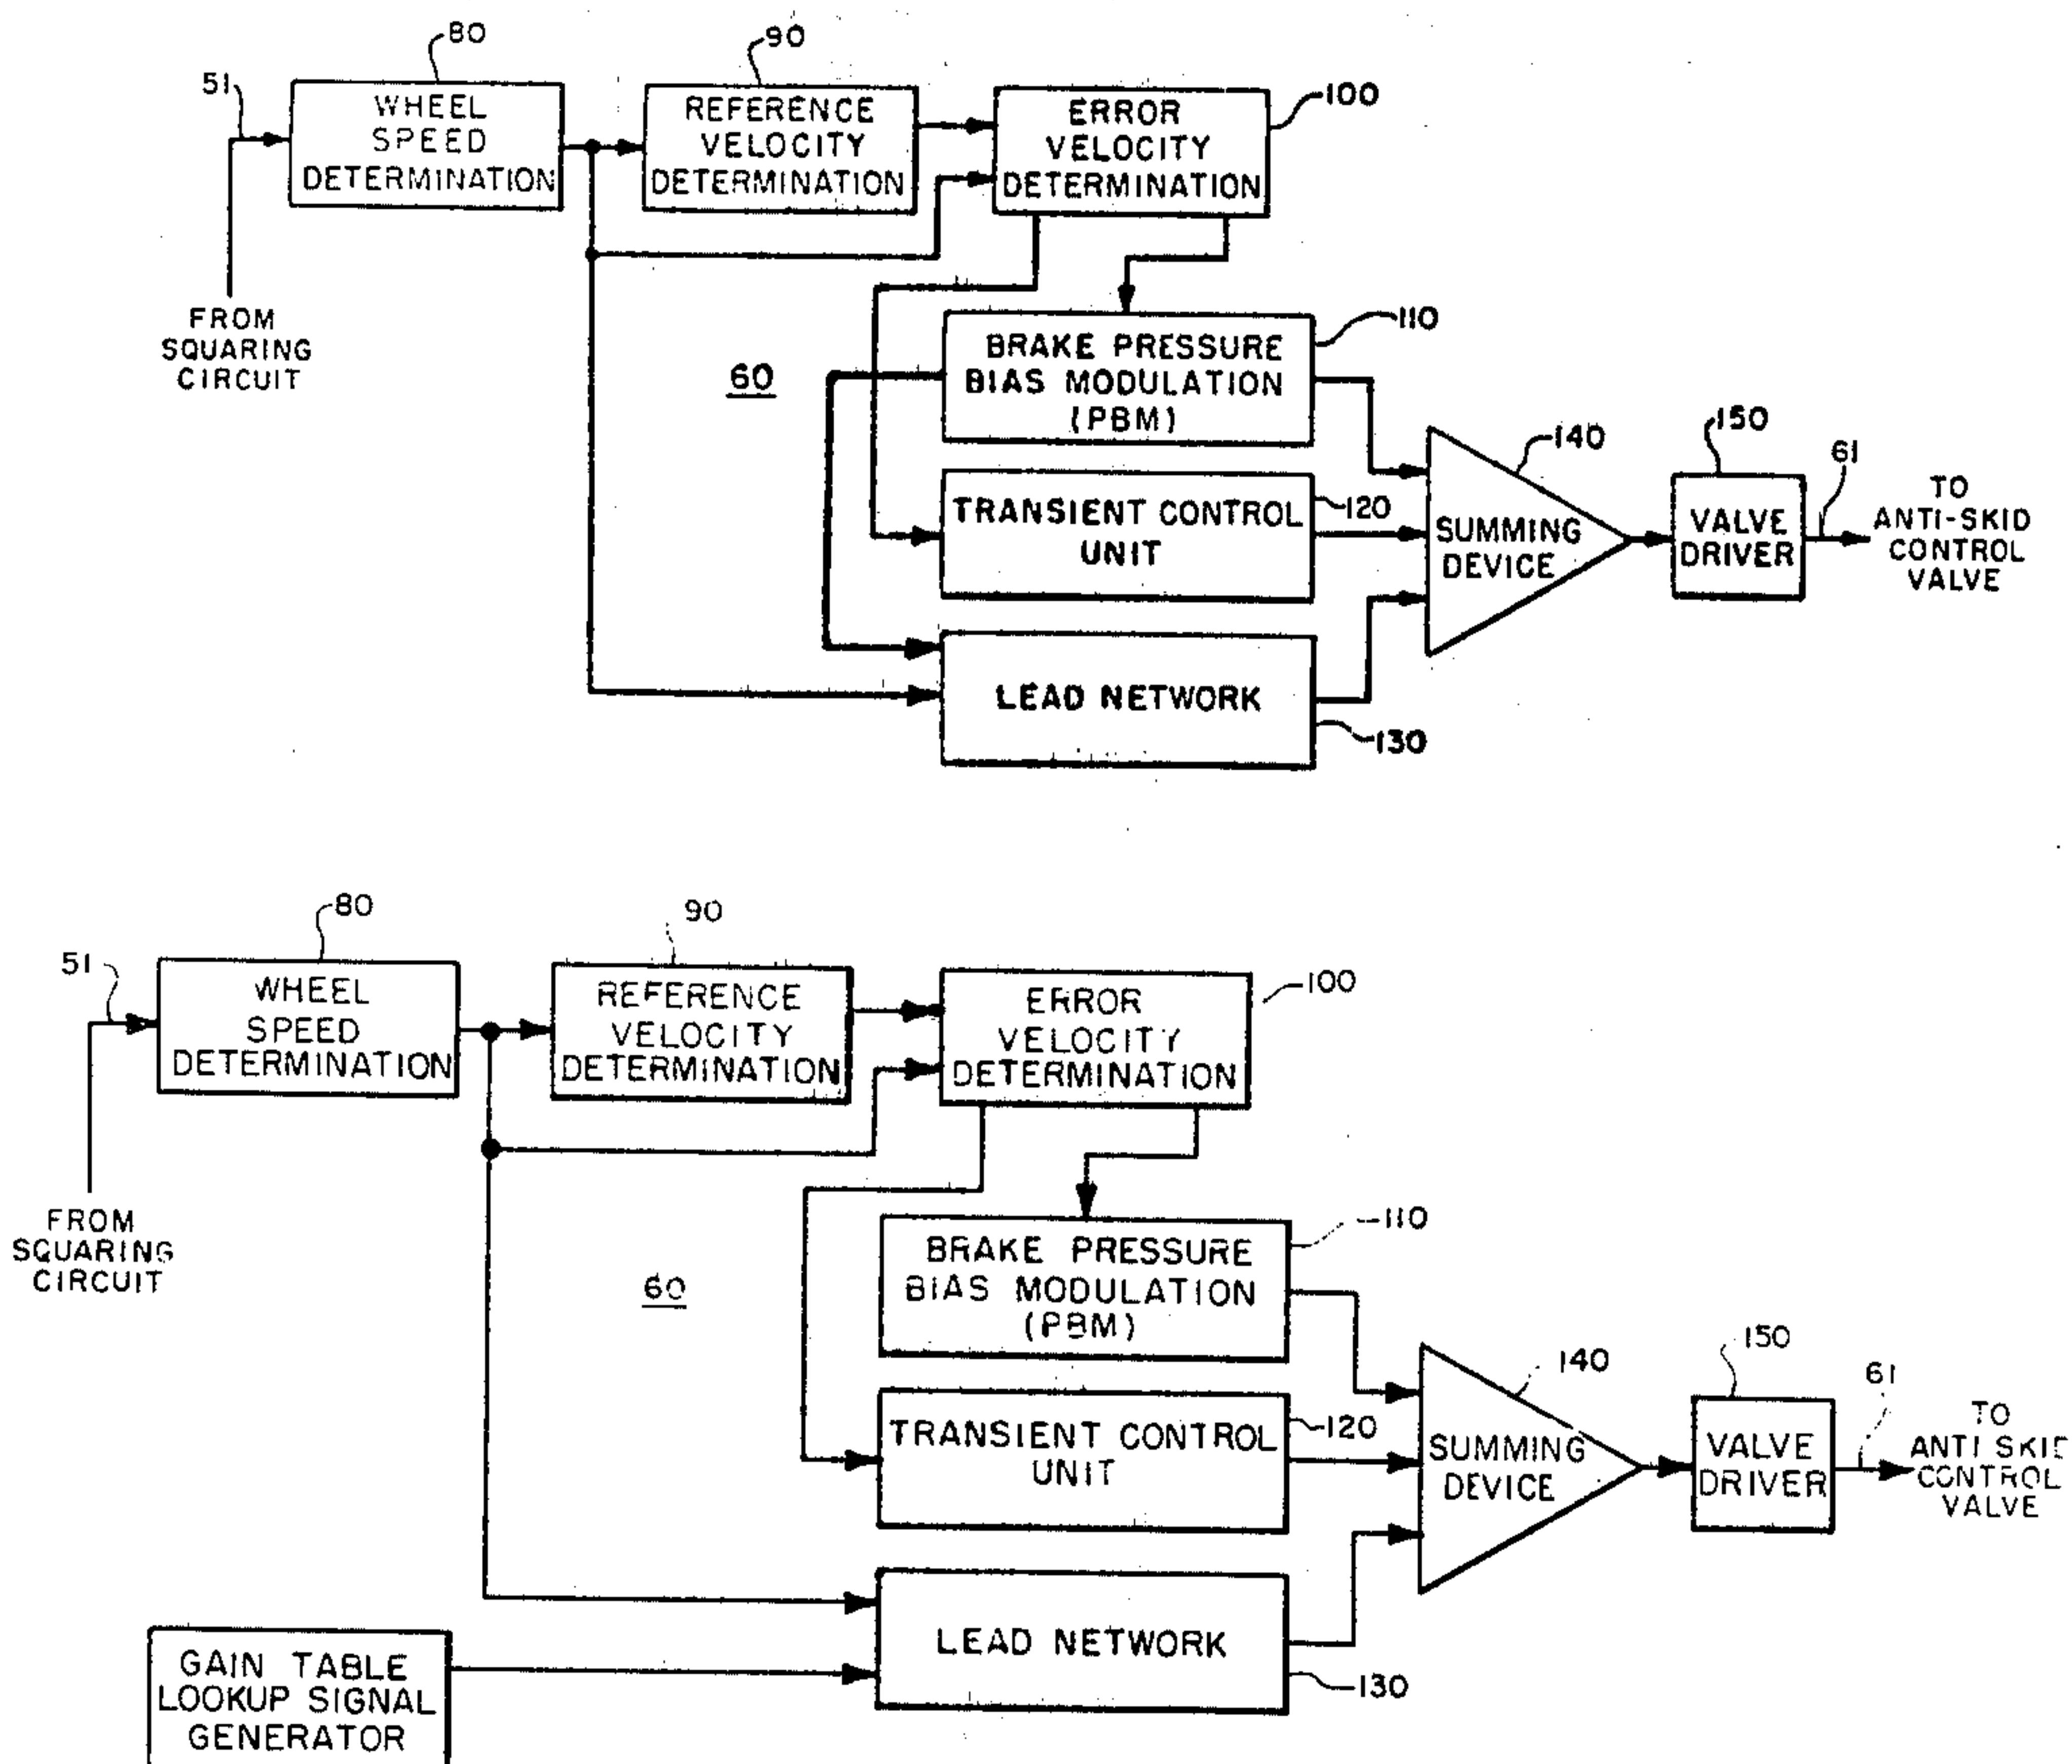 80
90
51
WHEEL
SPEED
DETERMINATION
REFERENCE
VELOCITY
DETERMINATION
ERROR
VELOCITY
DETERMINATION
100
FROM
SQUARING
CIRCUIT
60
BRAKE PRESSURE
BIAS MODULATION
(PBM)
110
TRANSIENT CONTROL
UNIT
120
LEAD NETWORK
130
140
SUMMING
DEVICE
150
VALVE
DRIVER
61
TO
ANTI-SKID
CONTROL
VALVE
80
90
51
WHEEL
SPEED
DETERMINATION
REFERENCE
VELOCITY
DETERMINATION
ERROR
VELOCITY
DETERMINATION
100
FROM
SQUARING
CIRCUIT
60
BRAKE PRESSURE
BIAS MODULATION
(PBM)
110
TRANSIENT CONTROL
UNIT
120
LEAD NETWORK
130
140
SUMMING
DEVICE
150
VALVE
DRIVER
61
TO
ANTI SKID
CONTROL
VALVE
GAIN TABLE
LOOKUP SIGNAL
GENERATOR